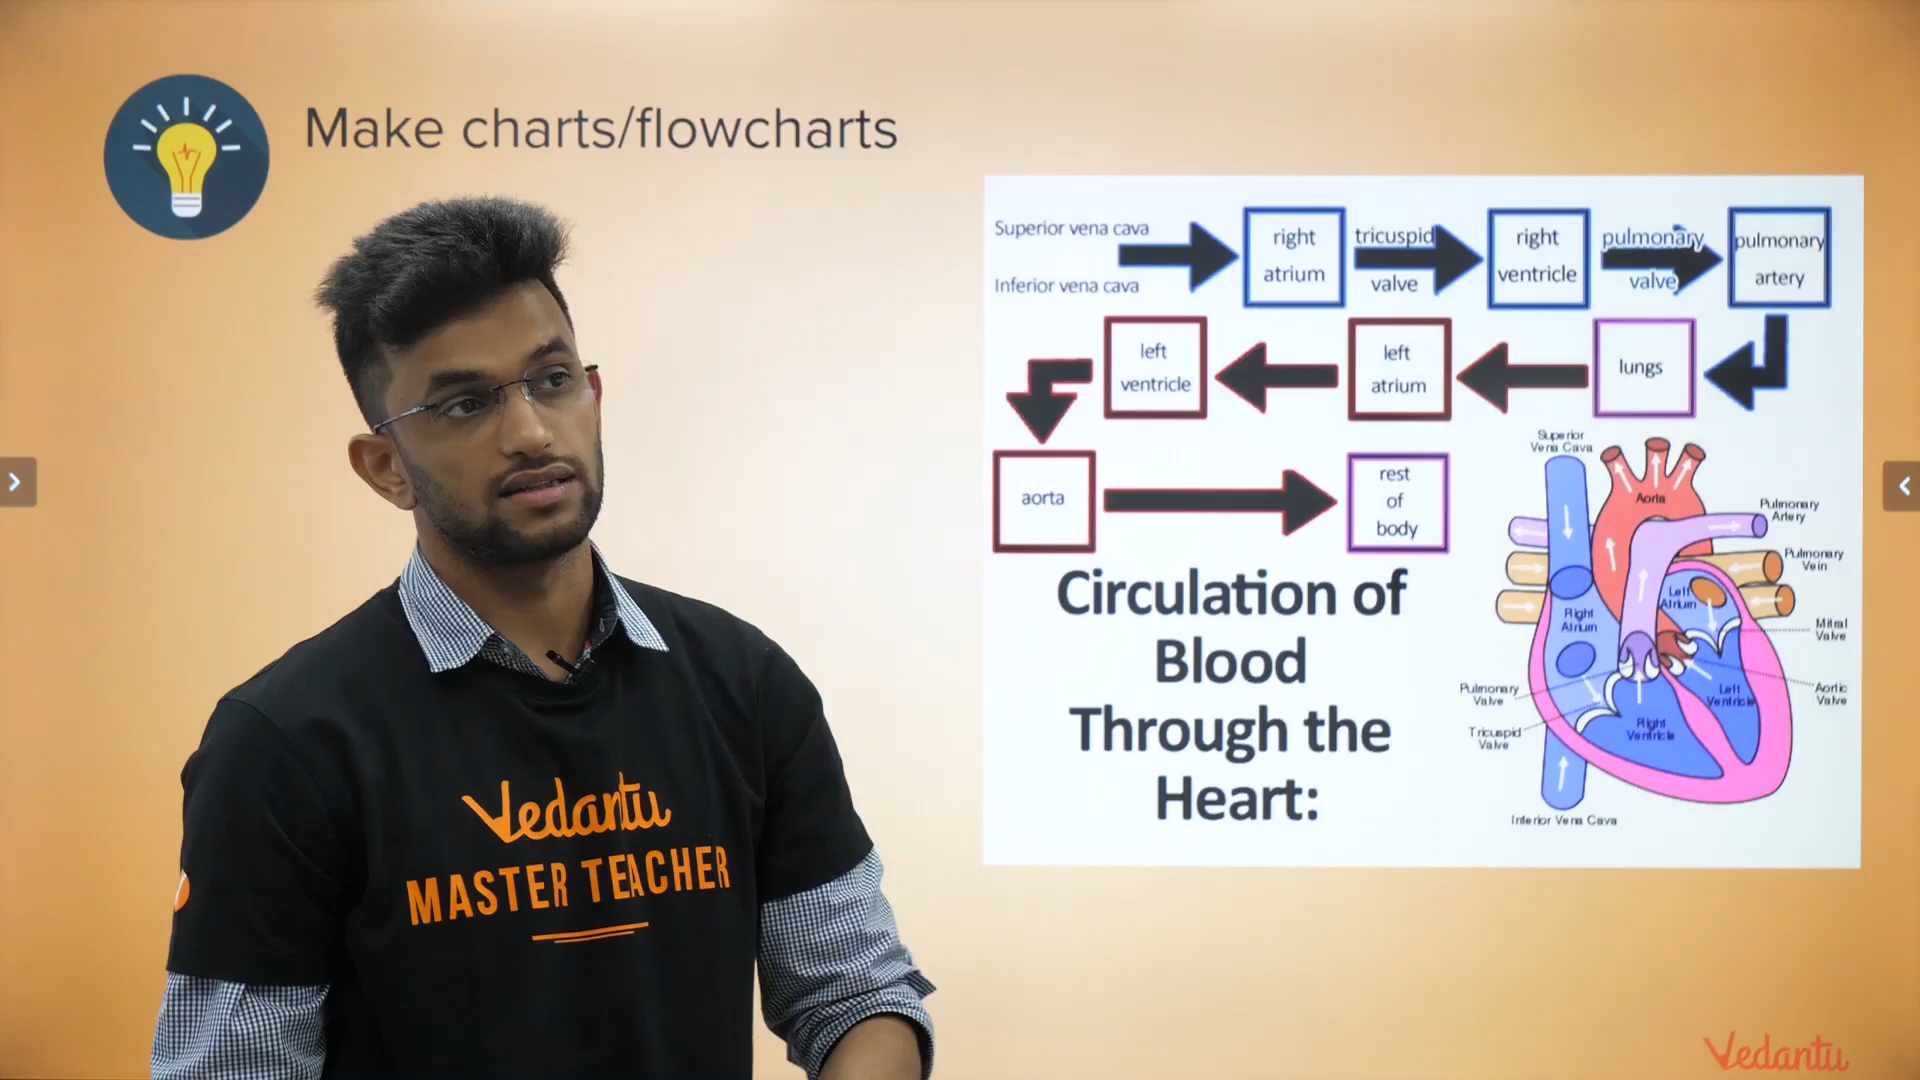 Make charts/flowcharts
Superior vena cava
Inferior vena cava
right
atrium
tricuspid
valve
right
ventricle
pulmonary
valve
pulmonary
artery
left
ventricle
left
atrium
lungs
aorta
rest
of
body
Circulation of
Blood
Through the
Heart:
Superior
Vena Cava
Aorta
Pulmonary
Artery
Pulmonary
Vein
Left
Atrium
Right
Atrium
Mitral
Valve
Pulmonary
Valve
Aortic
Valve
Left
Ventricle
Tricuspid
Valve
Right
Ventricle
Inferior Vena Cava
Vedantu
MASTER TEACHER
Vedantu